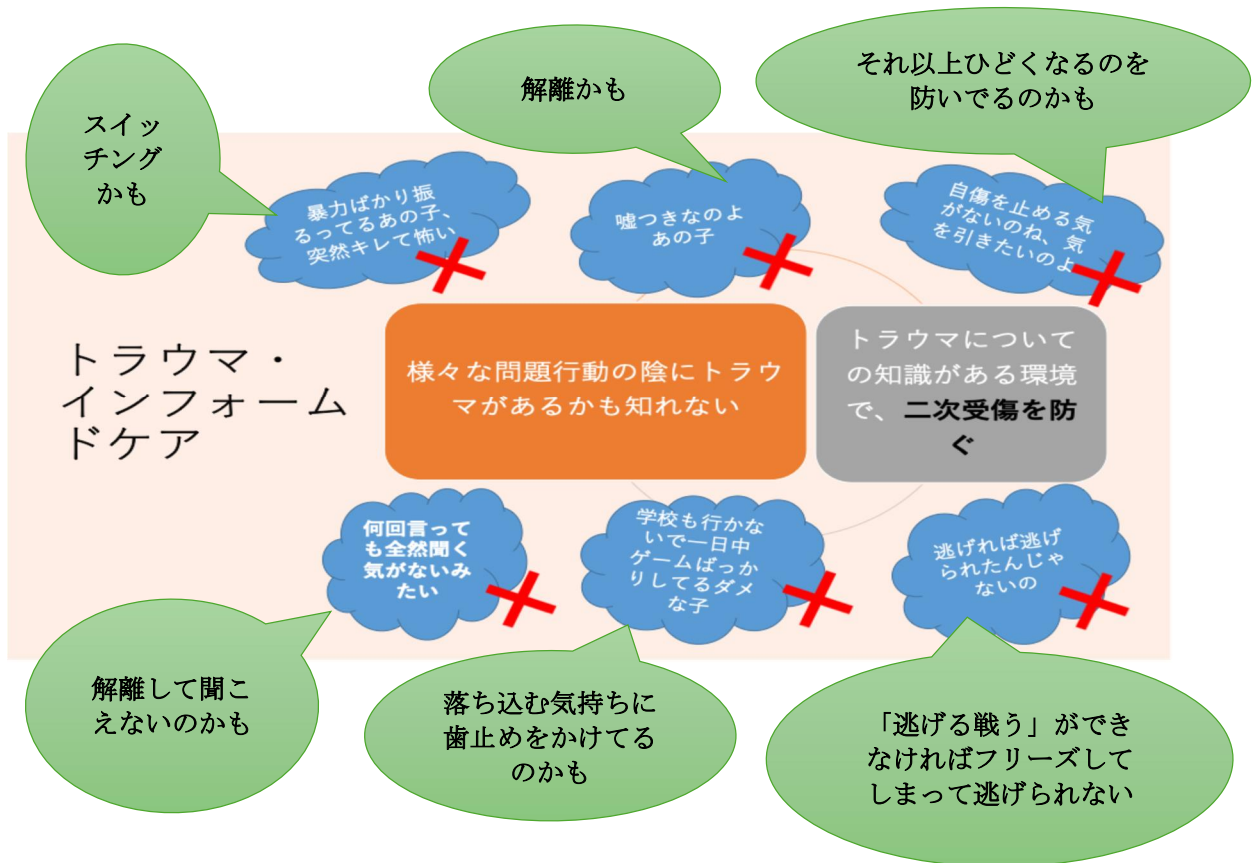 スイッ
チング
かも
解離かも
それ以上ひどくなるのを
防いでるのかも
暴力ばかり振
るってるあの子、
突然キレて怖い
嘘つきなのよ
あの子
自傷を止める気
がないのね、気
を引きたいのよ
トラウマ・
インフォーム
ドケア
様々な問題行動の陰にトラウ
マがあるかも知れない
トラウマについて
の知識がある環境
で、二次受傷を防
ぐ
何回言って
も全然聞く
気がないみ
たい
学校も行かな
いで一日中
ゲームばっか
りしてるダメ
な子
逃げれば逃げ
られたんじゃ
ないの
解離して聞こ
えないのかも
落ち込む気持ちに
歯止めをかけてる
のかも
「逃げる戦う」ができ
なければフリーズして
しまって逃げられない